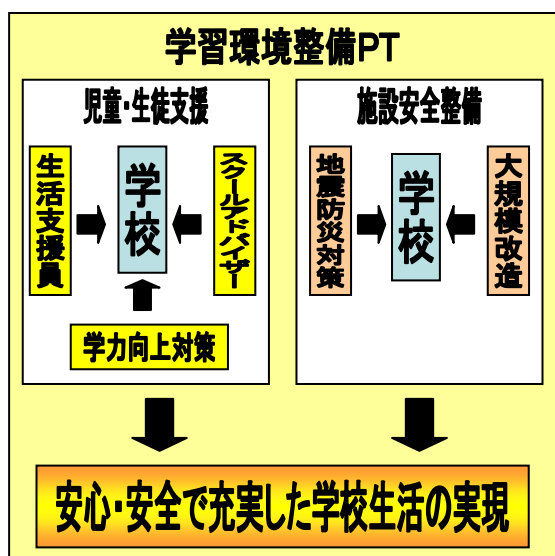 学習環境整備PT
児童・生徒支援
生活支援員
学校
スクールアドバイザー
学力向上対策
施設安全整備
地震防災対策
学校
大規模改造
安心・安全で充実した学校生活の実現